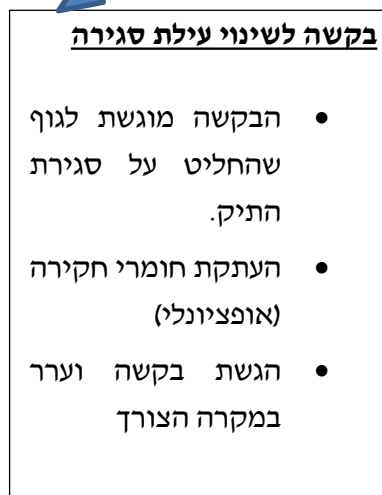 בקשה לשינוי עילת סגירה
• הבקשה מוגשת לגוף
שהחליט על סגירת
התיק.
• העתקת חומרי חקירה
(אופציונלי)
• הגשת בקשה וערר
במקרה הצורך